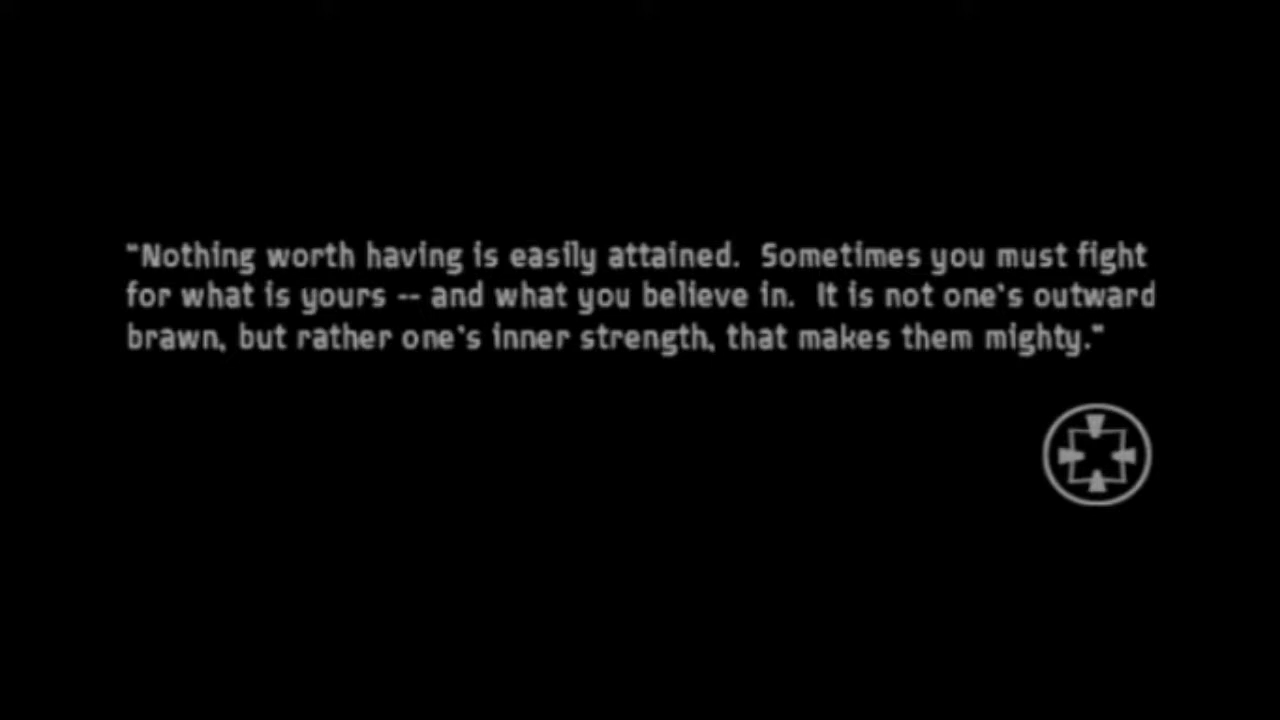 "Nothing worth having is easily attained.  Sometimes you must fight
for what is yours -- and what you believe in.  It is not one's outward
brawn, but rather one's inner strength, that makes them mighty."